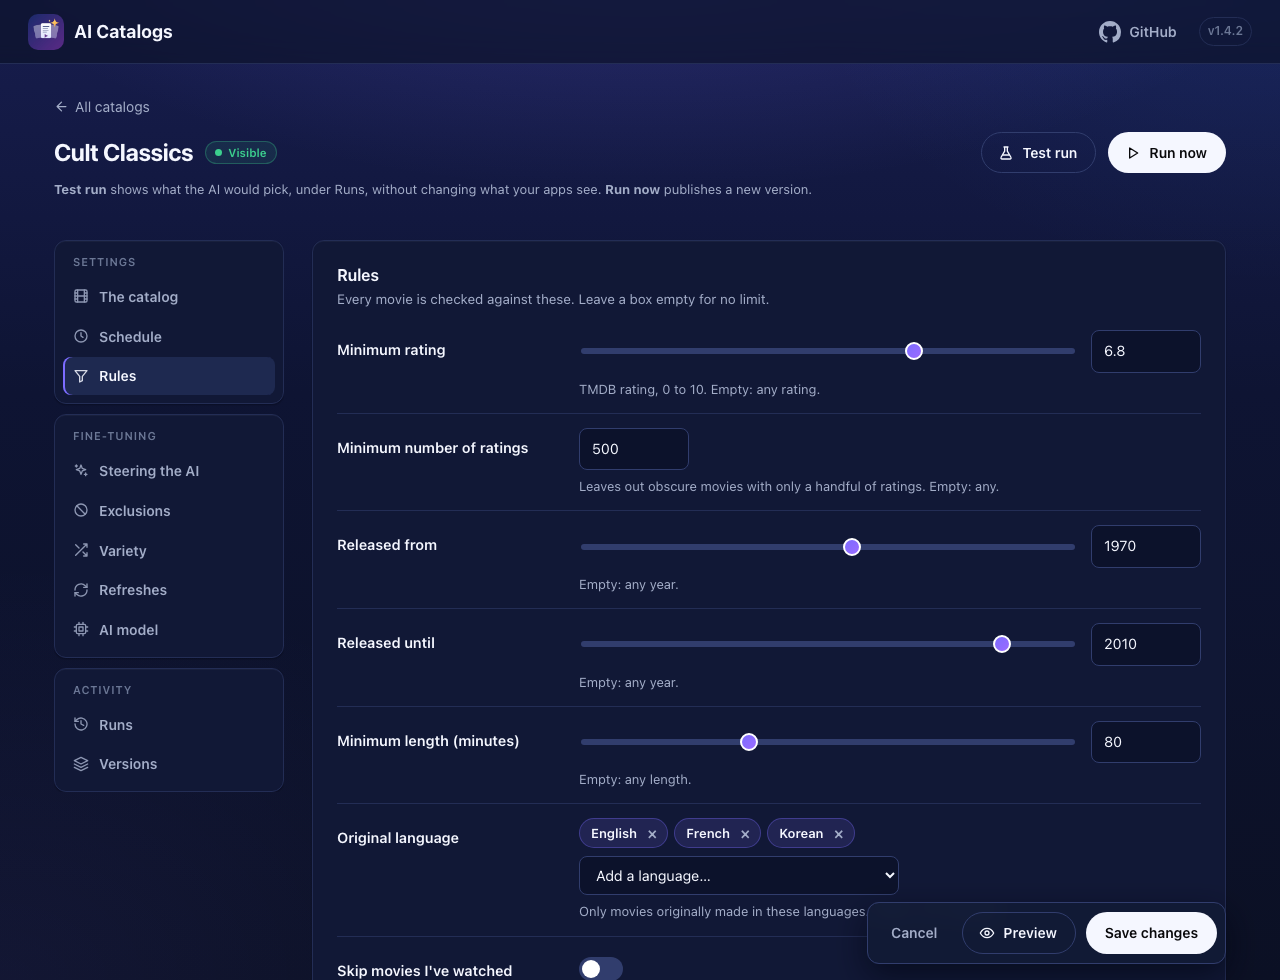 AI Catalogs
GitHub
v1.4.2
All catalogs
Cult Classics
Visible
Test run
Run now
Test run shows what the AI would pick, under Runs, without changing what your apps see. Run now publishes a new version.
SETTINGS
The catalog
Schedule
Rules
FINE-TUNING
Steering the AI
Exclusions
Variety
Refreshes
AI model
ACTIVITY
Runs
Versions
Rules
Every movie is checked against these. Leave a box empty for no limit.
Minimum rating
6.8
TMDB rating, 0 to 10. Empty: any rating.
Minimum number of ratings
500
Leaves out obscure movies with only a handful of ratings. Empty: any.
Released from
1970
Empty: any year.
Released until
2010
Empty: any year.
Minimum length (minutes)
80
Empty: any length.
Original language
English
French
Korean
Add a language...
Only movies originally made in these languages
Skip movies I've watched
Cancel
Preview
Save changes